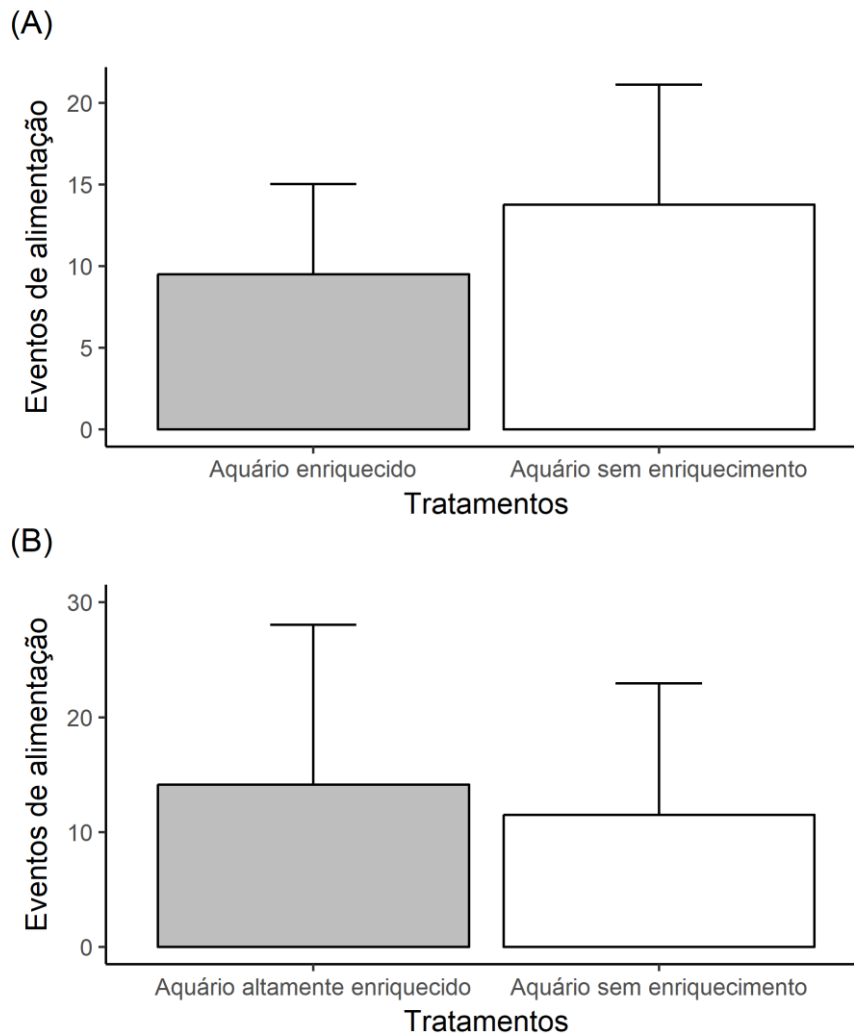 (A)
Eventos de alimentação
20
15
10
5
0
Aquário enriquecido Aquário sem enriquecimento
Tratamentos
(B)
Eventos de alimentação
30
20
10
0
Aquário altamente enriquecido Aquário sem enriquecimento
Tratamentos